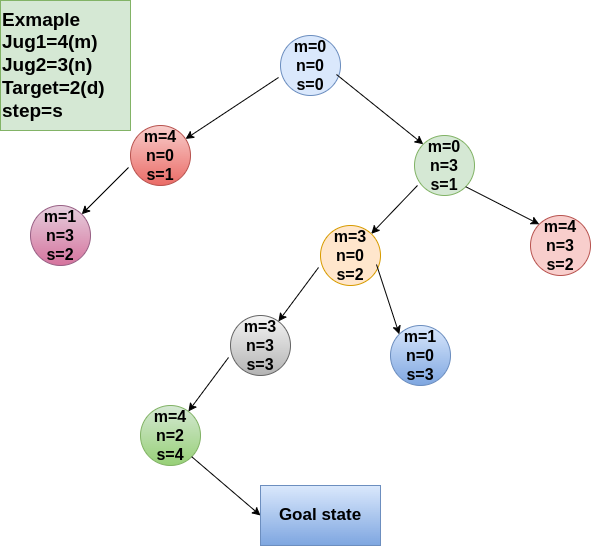 Exmaple
Jug1=4(m)
Jug2=3(n)
Target=2(d)
step=s
m=0
n=0
s=0
m=4
n=0
s=1
m=0
n=3
s=1
m=1
n=3
s=2
m=3
n=0
s=2
m=4
n=3
s=2
m=3
n=3
s=3
m=1
n=0
s=3
m=4
n=2
s=4
Goal state